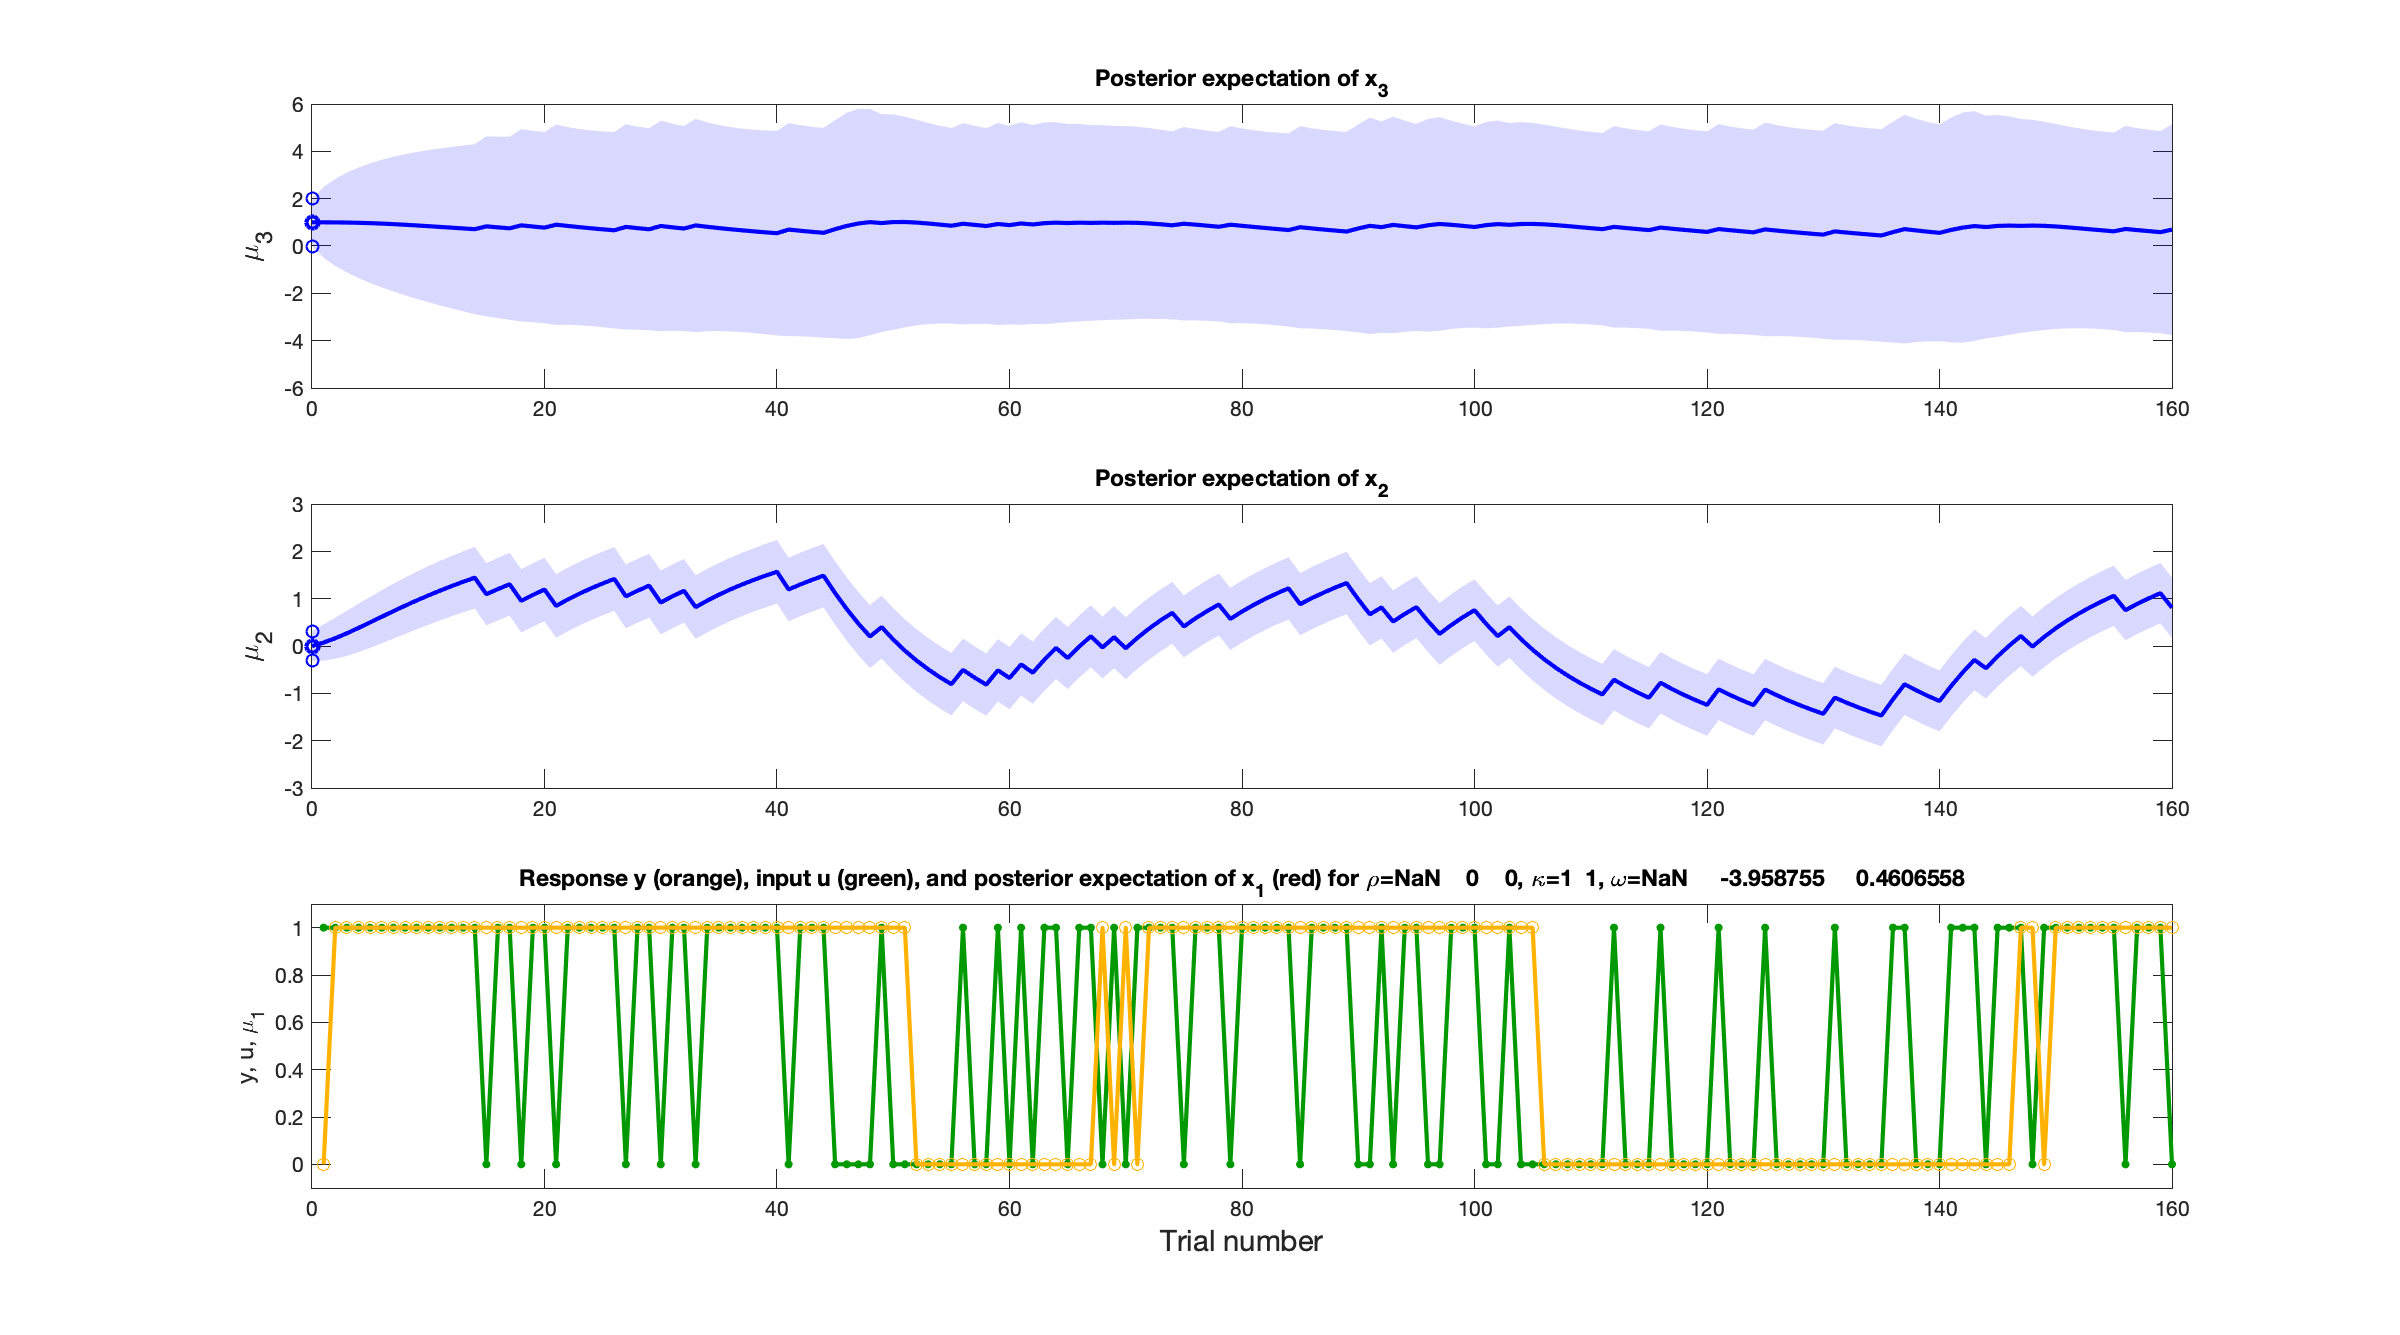 Posterior expectation of x3
6
4
2
0
-2
-4
-6
μ3
0 20 40 60 80 100 120 140 160
Posterior expectation of x2
3
2
1
0
-1
-2
-3
μ2
0 20 40 60 80 100 120 140 160
Response y (orange), input u (green), and posterior expectation of x1 (red) for ρ=NaN 0 0, κ=1 1, ω=NaN -3.958755 0.4606558
1
0.8
0.6
0.4
0.2
0
y, u, μ1
0 20 40 60 80 100 120 140 160
Trial number